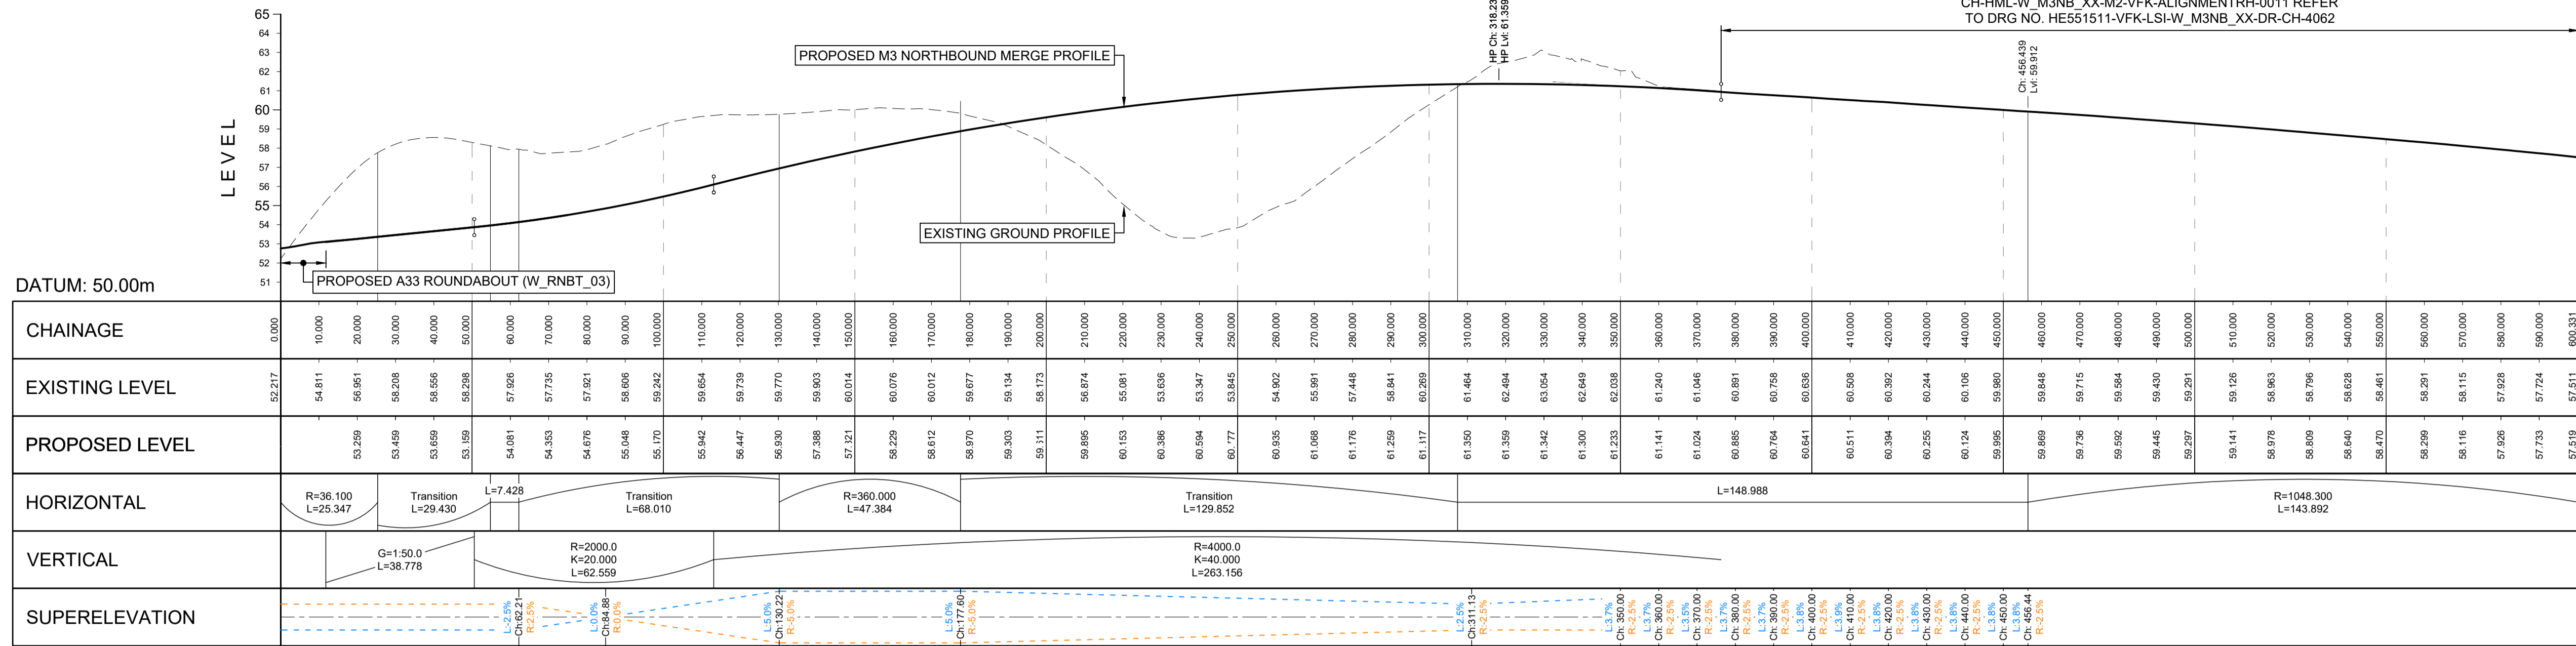 CH-HML-W_M3NB_XX-M2-VFK-ALIGNMENTRH-0011 REFER
TO DRG NO. HE551511-VFK-LSI-W_M3NB_XX-DR-CH-4062
HP Ch: 318.23
HP Lvl: 61.359
Ch: 456.439
Lvl: 59.912
PROPOSED M3 NORTHBOUND MERGE PROFILE
EXISTING GROUND PROFILE
PROPOSED A33 ROUNDABOUT (W_RNBT_03)
LEVEL
65
64
63
62
61
60
59
58
57
56
55
54
53
52
51
DATUM: 50.00m
CHAINAGE 0.000 10.000 20.000 30.000 40.000 50.000 60.000 70.000 80.000 90.000 100.000 110.000 120.000 130.000 140.000 150.000 160.000 170.000 180.000 190.000 200.000 210.000 220.000 230.000 240.000 250.000 260.000 270.000 280.000 290.000 300.000 310.000 320.000 330.000 340.000 350.000 360.000 370.000 380.000 390.000 400.000 410.000 420.000 430.000 440.000 450.000 460.000 470.000 480.000 490.000 500.000 510.000 520.000 530.000 540.000 550.000 560.000 570.000 580.000 590.000 600.331
EXISTING LEVEL 52.217 54.811 56.951 58.208 58.556 58.298 57.926 57.735 57.921 58.606 59.242 59.654 59.739 59.770 59.903 60.014 60.076 60.012 59.677 59.134 58.173 56.874 55.081 53.636 53.347 53.845 54.902 55.991 57.448 58.841 60.269 61.464 62.494 63.054 62.649 62.038 61.240 61.046 60.891 60.758 60.636 60.508 60.392 60.244 60.106 59.980 59.848 59.715 59.584 59.430 59.291 59.126 58.963 58.796 58.628 58.461 58.291 58.115 57.928 57.724 57.511
PROPOSED LEVEL 53.259 53.459 53.659 53.859 54.081 54.353 54.676 55.048 55.470 55.942 56.447 56.930 57.388 57.821 58.229 58.612 58.970 59.303 59.611 59.895 60.153 60.386 60.594 60.777 60.935 61.068 61.176 61.259 61.317 61.350 61.359 61.342 61.300 61.233 61.141 61.024 60.885 60.764 60.641 60.511 60.394 60.255 60.124 59.995 59.869 59.736 59.592 59.445 59.297 59.141 58.978 58.809 58.640 58.470 58.299 58.116 57.926 57.733 57.519
HORIZONTAL
R=36.100
L=25.347
Transition
L=29.430
L=7.428
Transition
L=68.010
R=360.000
L=47.384
Transition
L=129.852
L=148.988
R=1048.300
L=143.892
VERTICAL
G=1:50.0
L=38.778
R=2000.0
K=20.000
L=62.559
R=4000.0
K=40.000
L=263.156
SUPERELEVATION
L:-2.5%
Ch:62.21
R:2.5%
L:0.0%
Ch:84.88
R:0.0%
L:5.0%
Ch:130.22
R:-5.0%
L:5.0%
Ch:177.60
R:-5.0%
L:2.5%
Ch:311.13
R:-2.5%
L:3.7%
Ch: 350.00
R:-2.5%
L:3.7%
Ch: 360.00
R:-2.5%
L:3.5%
Ch: 370.00
R:-2.5%
L:3.7%
Ch: 380.00
R:-2.5%
L:3.7%
Ch: 390.00
R:-2.5%
L:3.8%
Ch: 400.00
R:-2.5%
L:3.9%
Ch: 410.00
R:-2.5%
L:3.8%
Ch: 420.00
R:-2.5%
L:3.8%
Ch: 430.00
R:-2.5%
L:3.8%
Ch: 440.00
R:-2.5%
L:3.8%
Ch: 450.00
R:-2.5%
L:3.8%
Ch: 456.44
R:-2.5%